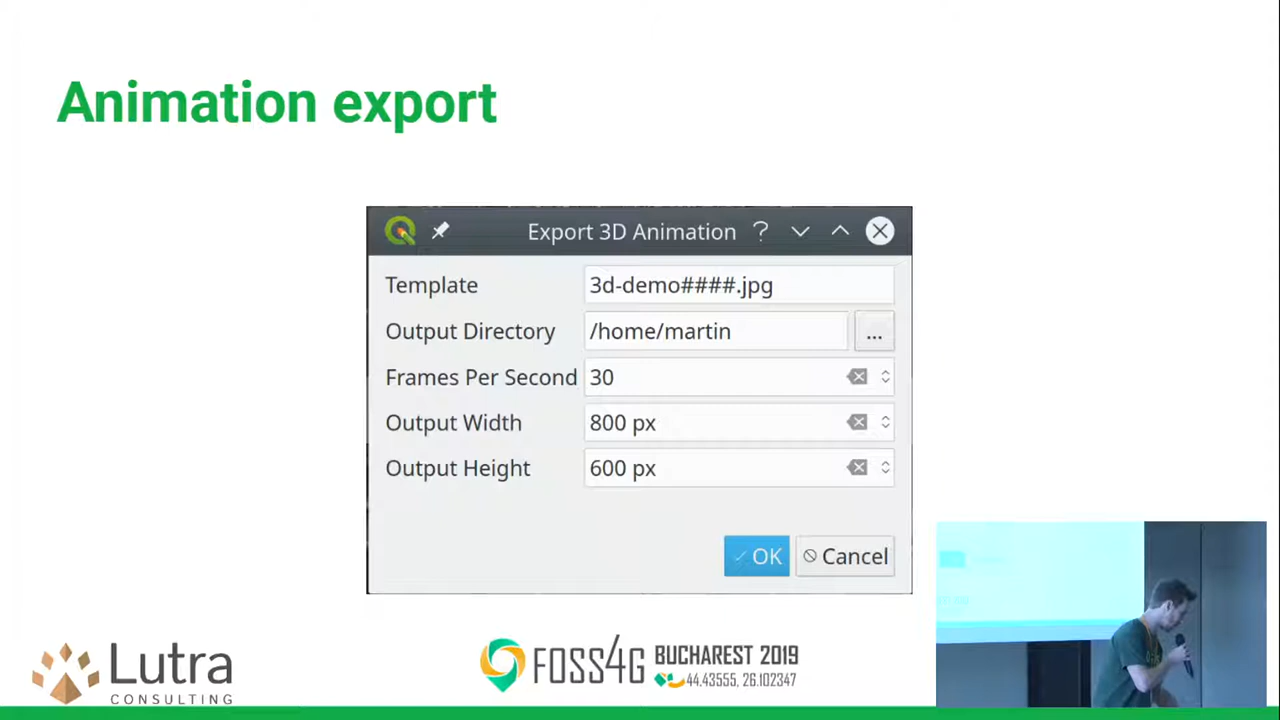 Animation export
Export 3D Animation ?
Template 3d-demo####.jpg
Output Directory /home/martin ...
Frames Per Second 30
Output Width 800 px
Output Height 600 px
OK Cancel
Lutra
CONSULTING
FOSS4G BUCHAREST 2019
44.43555, 26.102347